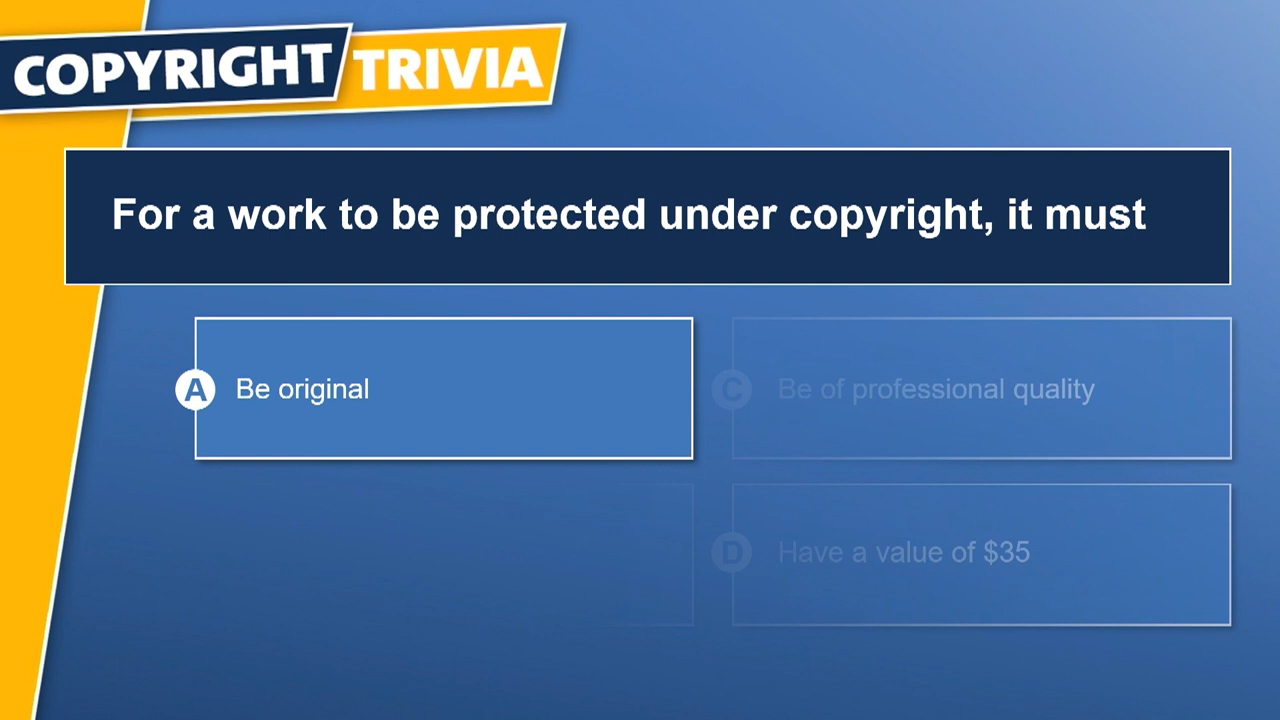 COPYRIGHT TRIVIA
For a work to be protected under copyright, it must
A Be original
C Be of professional quality
D Have a value of $35